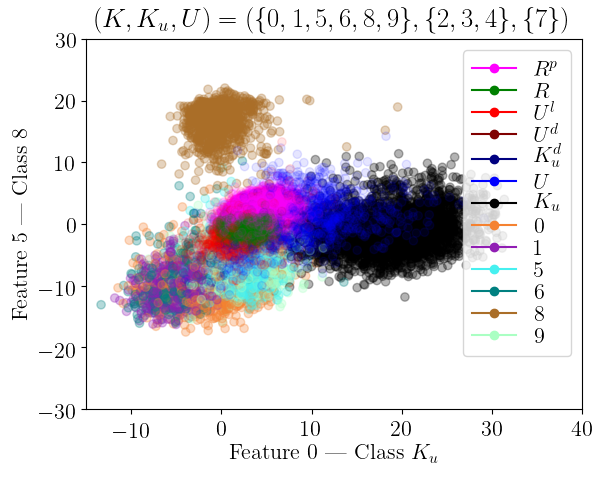 (K, K_u, U) = ({0, 1, 5, 6, 8, 9}, {2, 3, 4}, {7})
30
20
10
0
−10
−20
−30
Feature 5 — Class 8
R^p
R
U^l
U^d
K_u^d
U
K_u
0
1
5
6
8
9
−10
0
10
20
30
40
Feature 0 — Class K_u